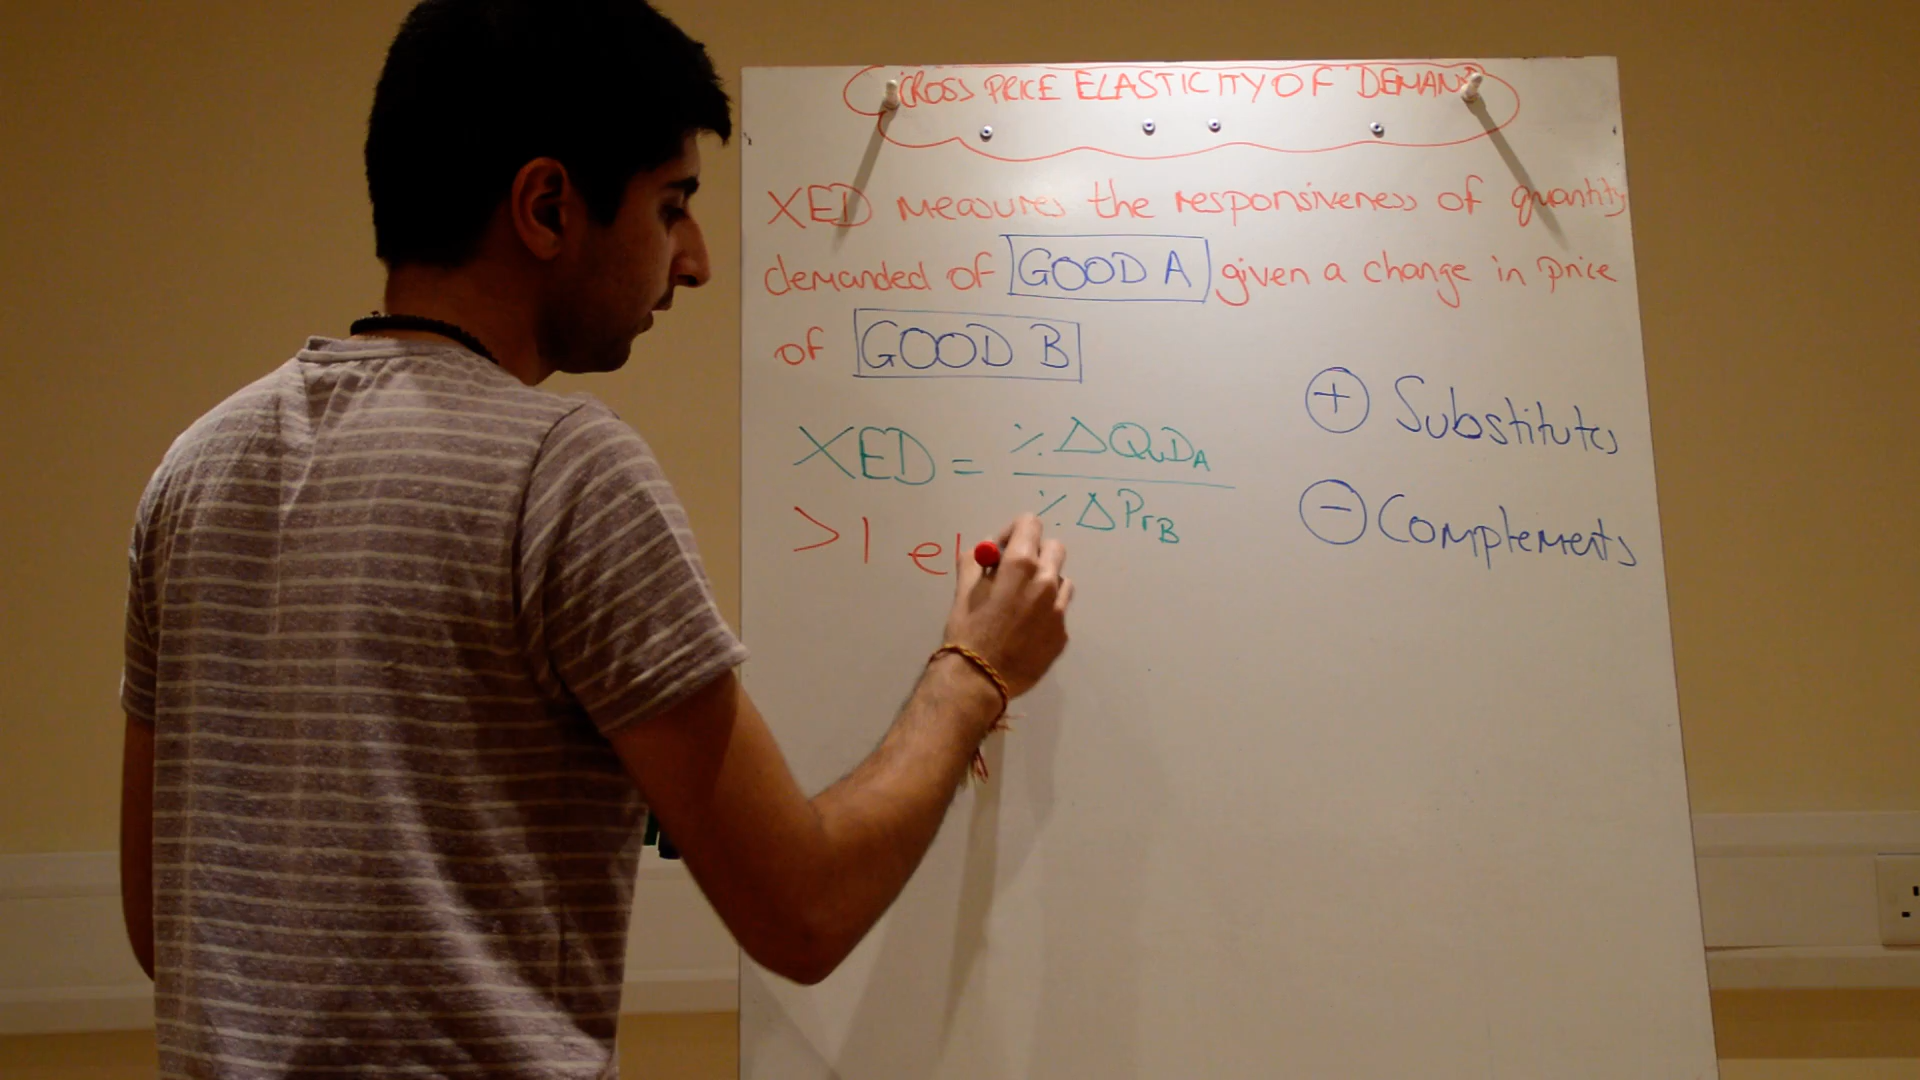 CROSS PRICE ELASTICITY OF DEMAND
XED measures the responsiveness of quantity
demanded of GOOD A given a change in price
of GOOD B
XED = % ΔQDA
% ΔPrB
>1 el
+ Substitutes
- Complements